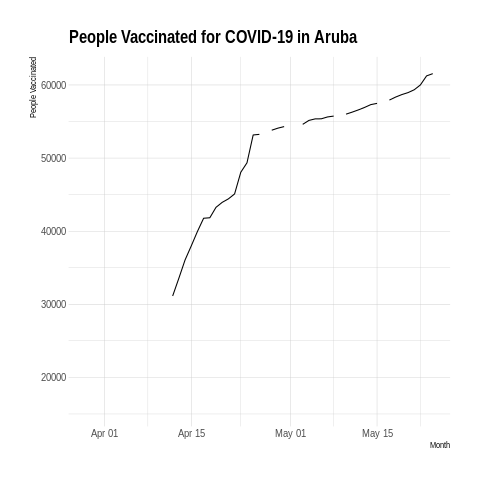 People Vaccinated for COVID-19 in Aruba
People Vaccinated
60000
50000
40000
30000
20000
Apr 01 Apr 15 May 01 May 15
Month